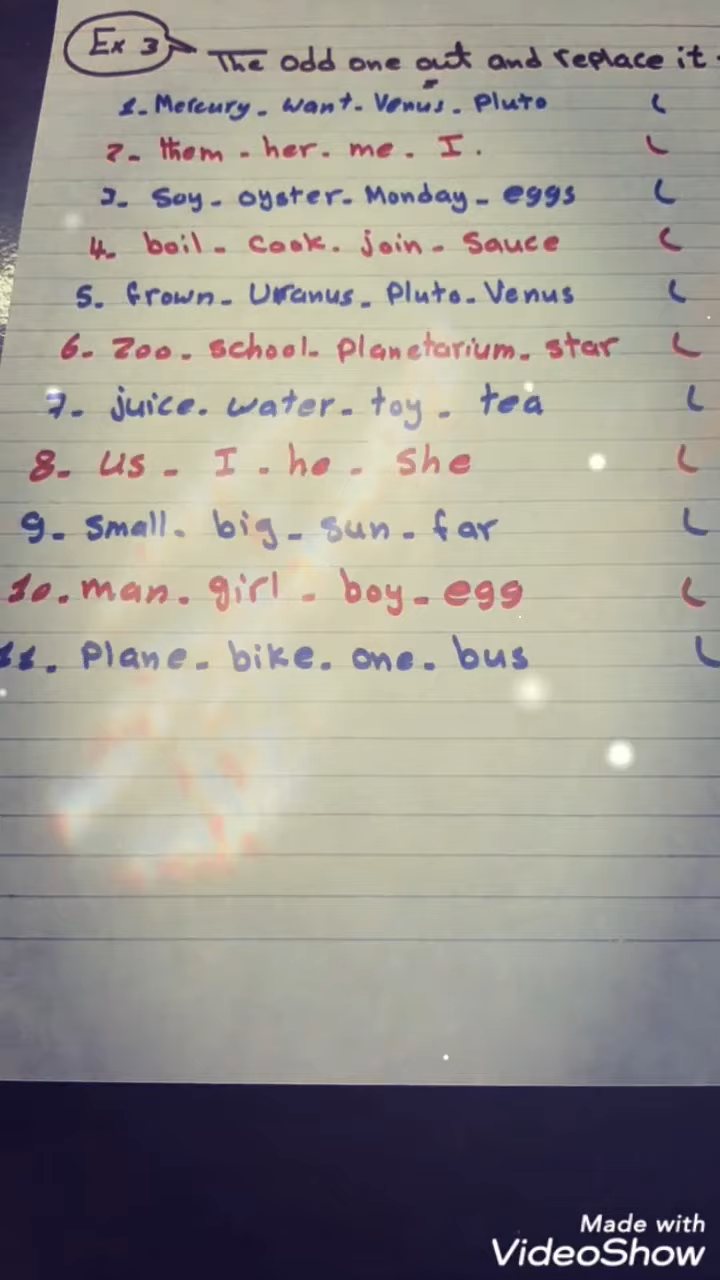 Ex 3
The odd one out and replace it.
1. Mercury. want. Venus. Pluto (
2. them. her. me. I. (
3. Soy. oyster. Monday. eggs (
4. boil. cook. join. sauce (
5. Grown. Uranus. Pluto. Venus (
6. Zoo. school. planetarium. star (
7. juice. water. toy. tea (
8. us. I. he. She (
9. small. big. sun. far (
10. man. girl. boy. egg (
11. Plane. bike. one. bus (
Made with
VideoShow